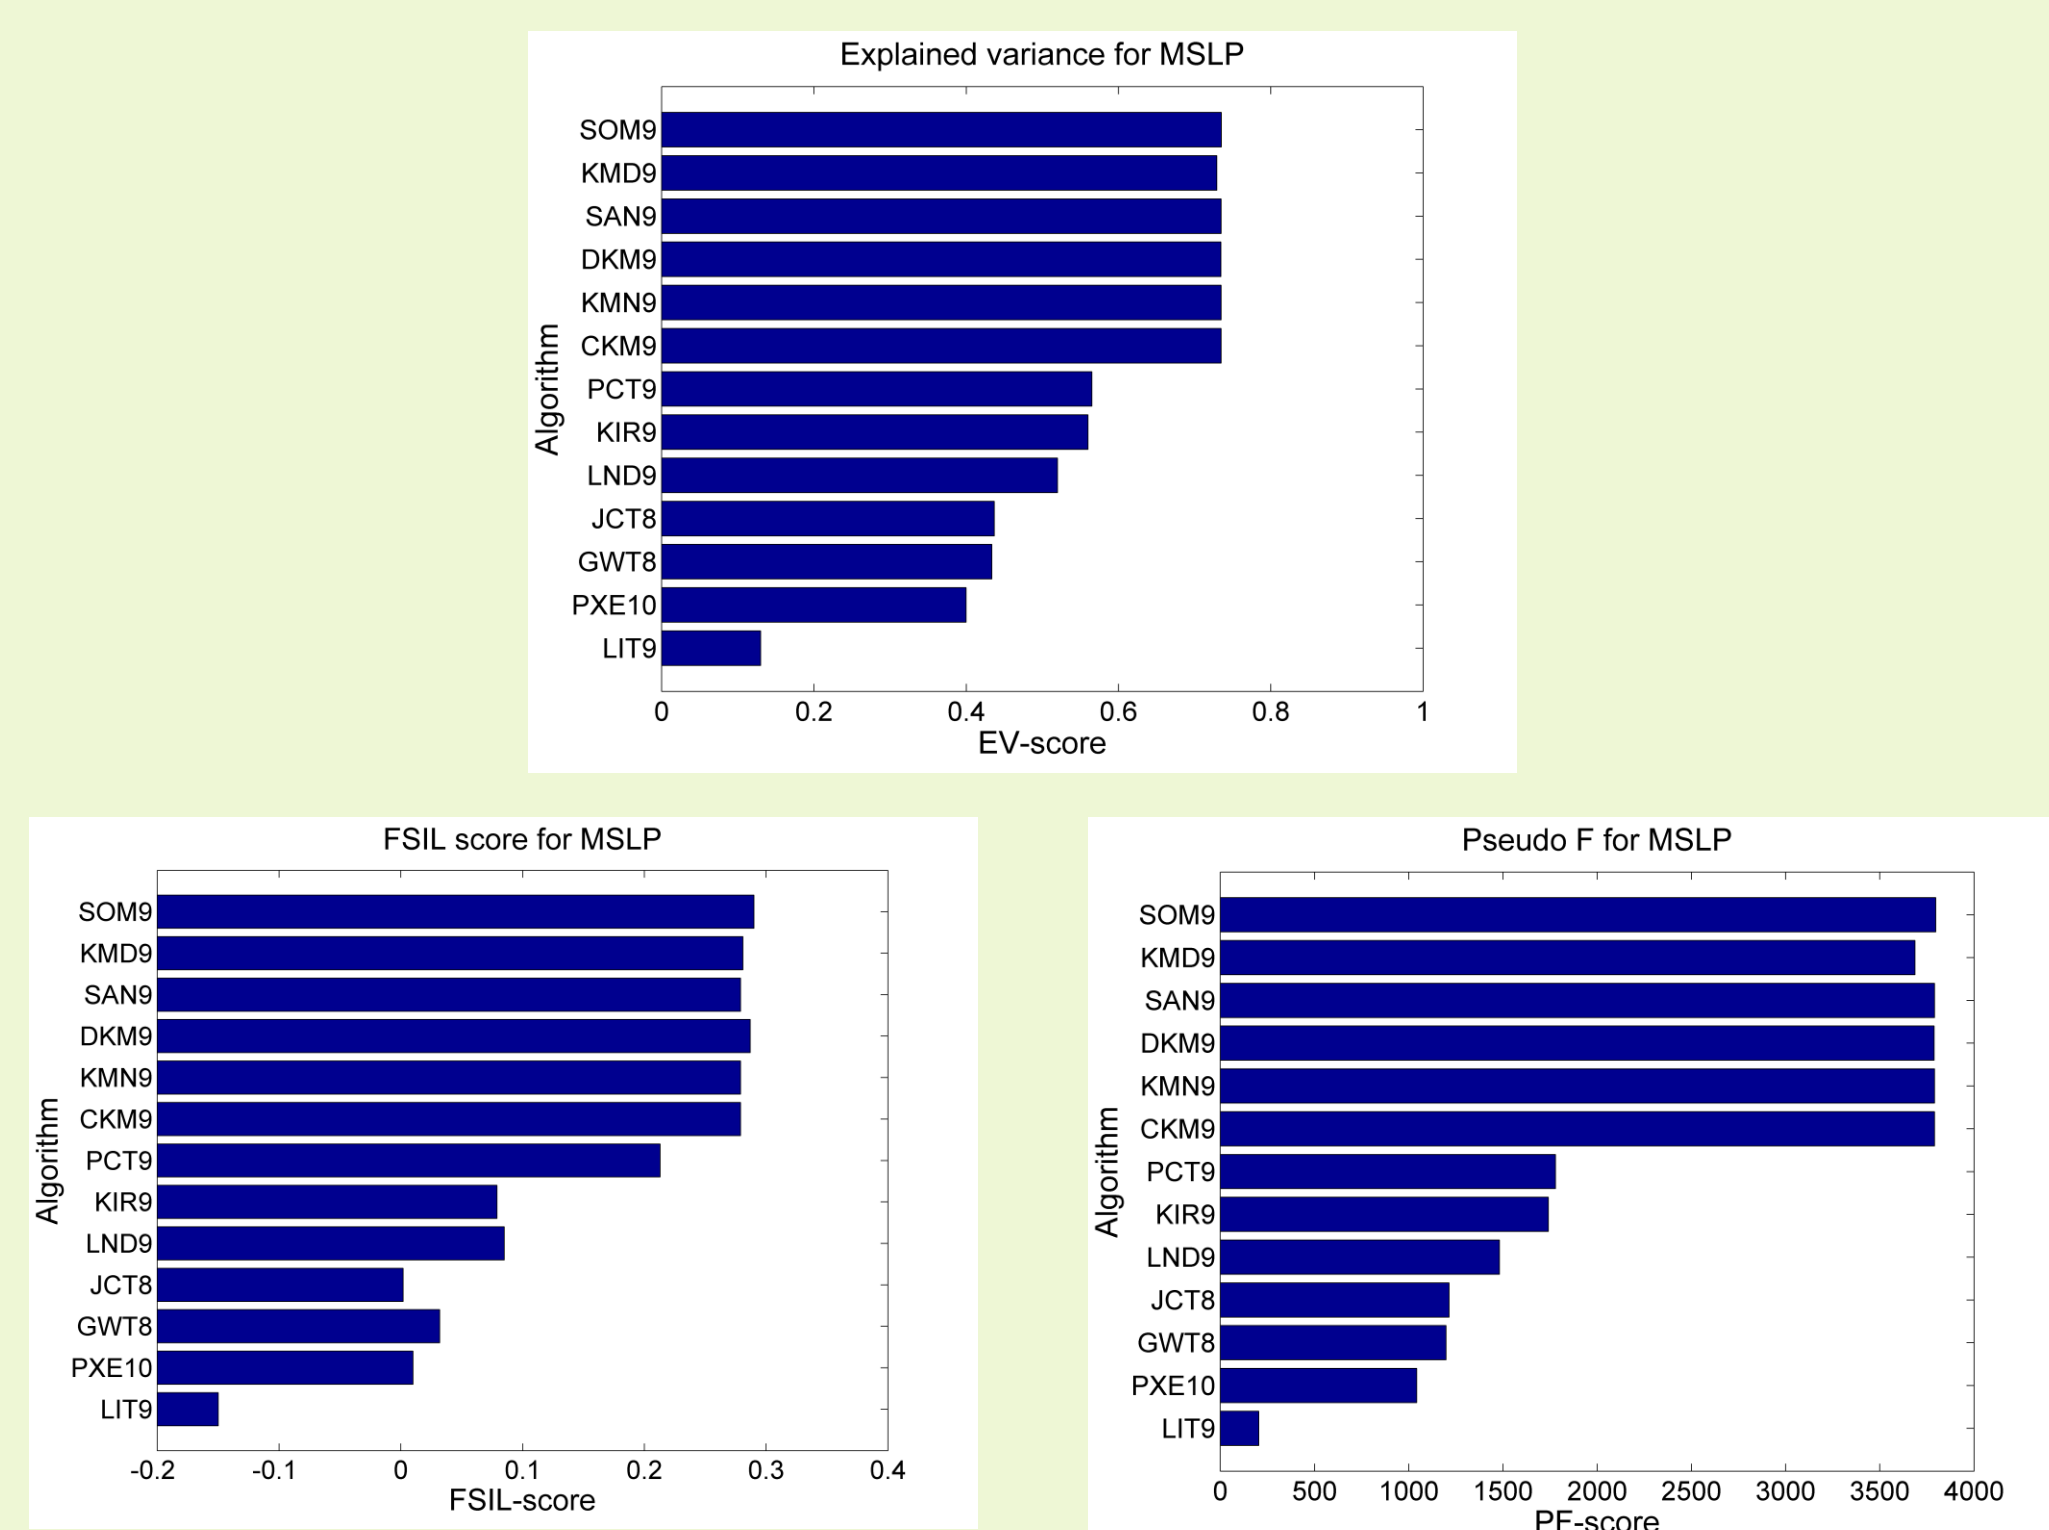 Explained variance for MSLP
SOM9
KMD9
SAN9
DKM9
KMN9
CKM9
PCT9
KIR9
LND9
JCT8
GWT8
PXE10
LIT9
Algorithm
0 0.2 0.4 0.6 0.8 1
EV-score
FSIL score for MSLP
SOM9
KMD9
SAN9
DKM9
KMN9
CKM9
PCT9
KIR9
LND9
JCT8
GWT8
PXE10
LIT9
Algorithm
-0.2 -0.1 0 0.1 0.2 0.3 0.4
FSIL-score
Pseudo F for MSLP
SOM9
KMD9
SAN9
DKM9
KMN9
CKM9
PCT9
KIR9
LND9
JCT8
GWT8
PXE10
LIT9
Algorithm
0 500 1000 1500 2000 2500 3000 3500 4000
PF-score